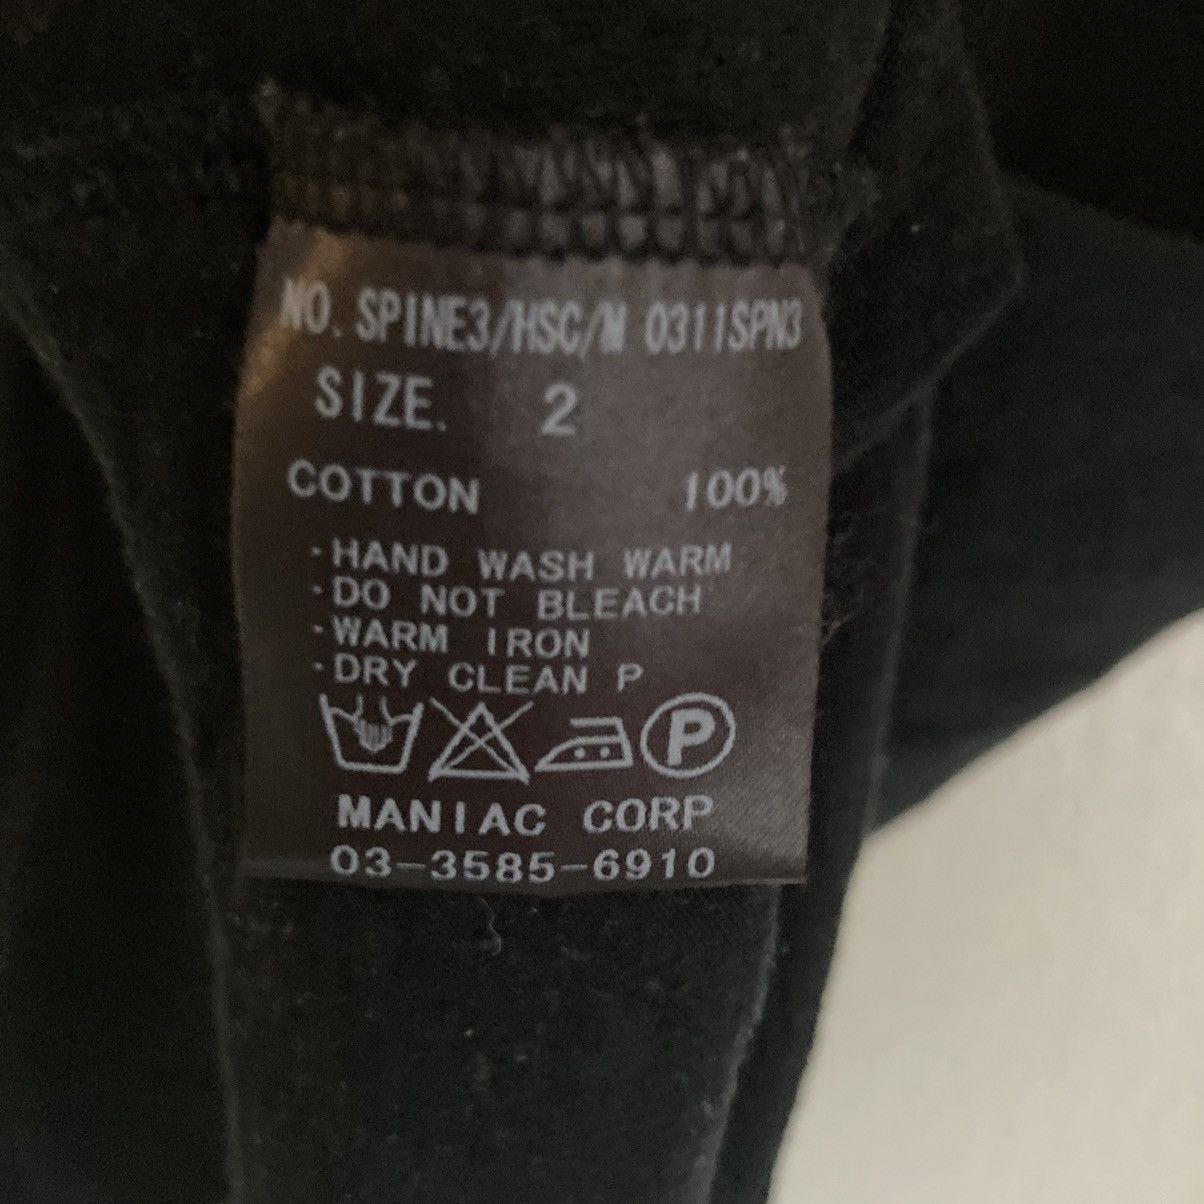 NO. SPINE3/HSC/M 0311SPN3
SIZE. 2
COTTON 100%
·HAND WASH WARM
·DO NOT BLEACH
·WARM IRON
·DRY CLEAN P
P
MANIAC CORP
03-3585-6910